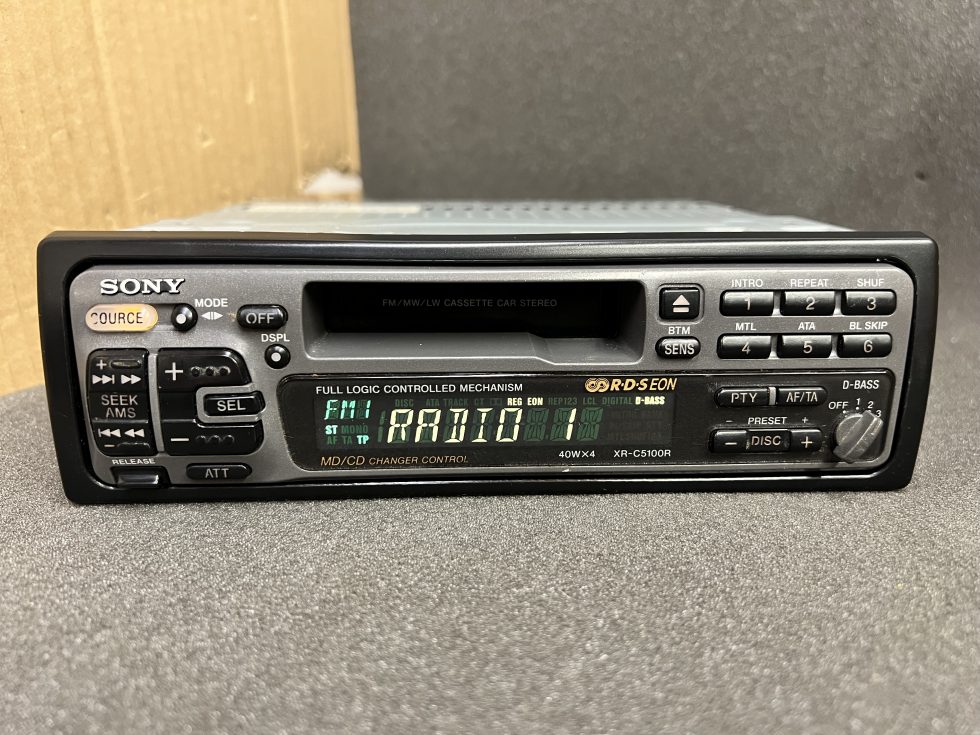 SONY
COURCE
MODE
OFF
DSPL
FM/MW/LW CASSETTE CAR STEREO
BTM
SENS
INTRO REPEAT SHUF
1 2 3
MTL ATA BL SKIP
4 5 6
+
SEEK
AMS
-
+
SEL
-
RELEASE
ATT
FULL LOGIC CONTROLLED MECHANISM
R·D·S EON
DISC ATA TRACK CT REG EON REP123 LCL DIGITAL D-BASS
FM1
ST MONO
AF TA TP
RADIO 1
MD/CD CHANGER CONTROL
40W×4 XR-C5100R
PTY AF/TA
- PRESET +
- DISC +
D-BASS
OFF 1 2 3